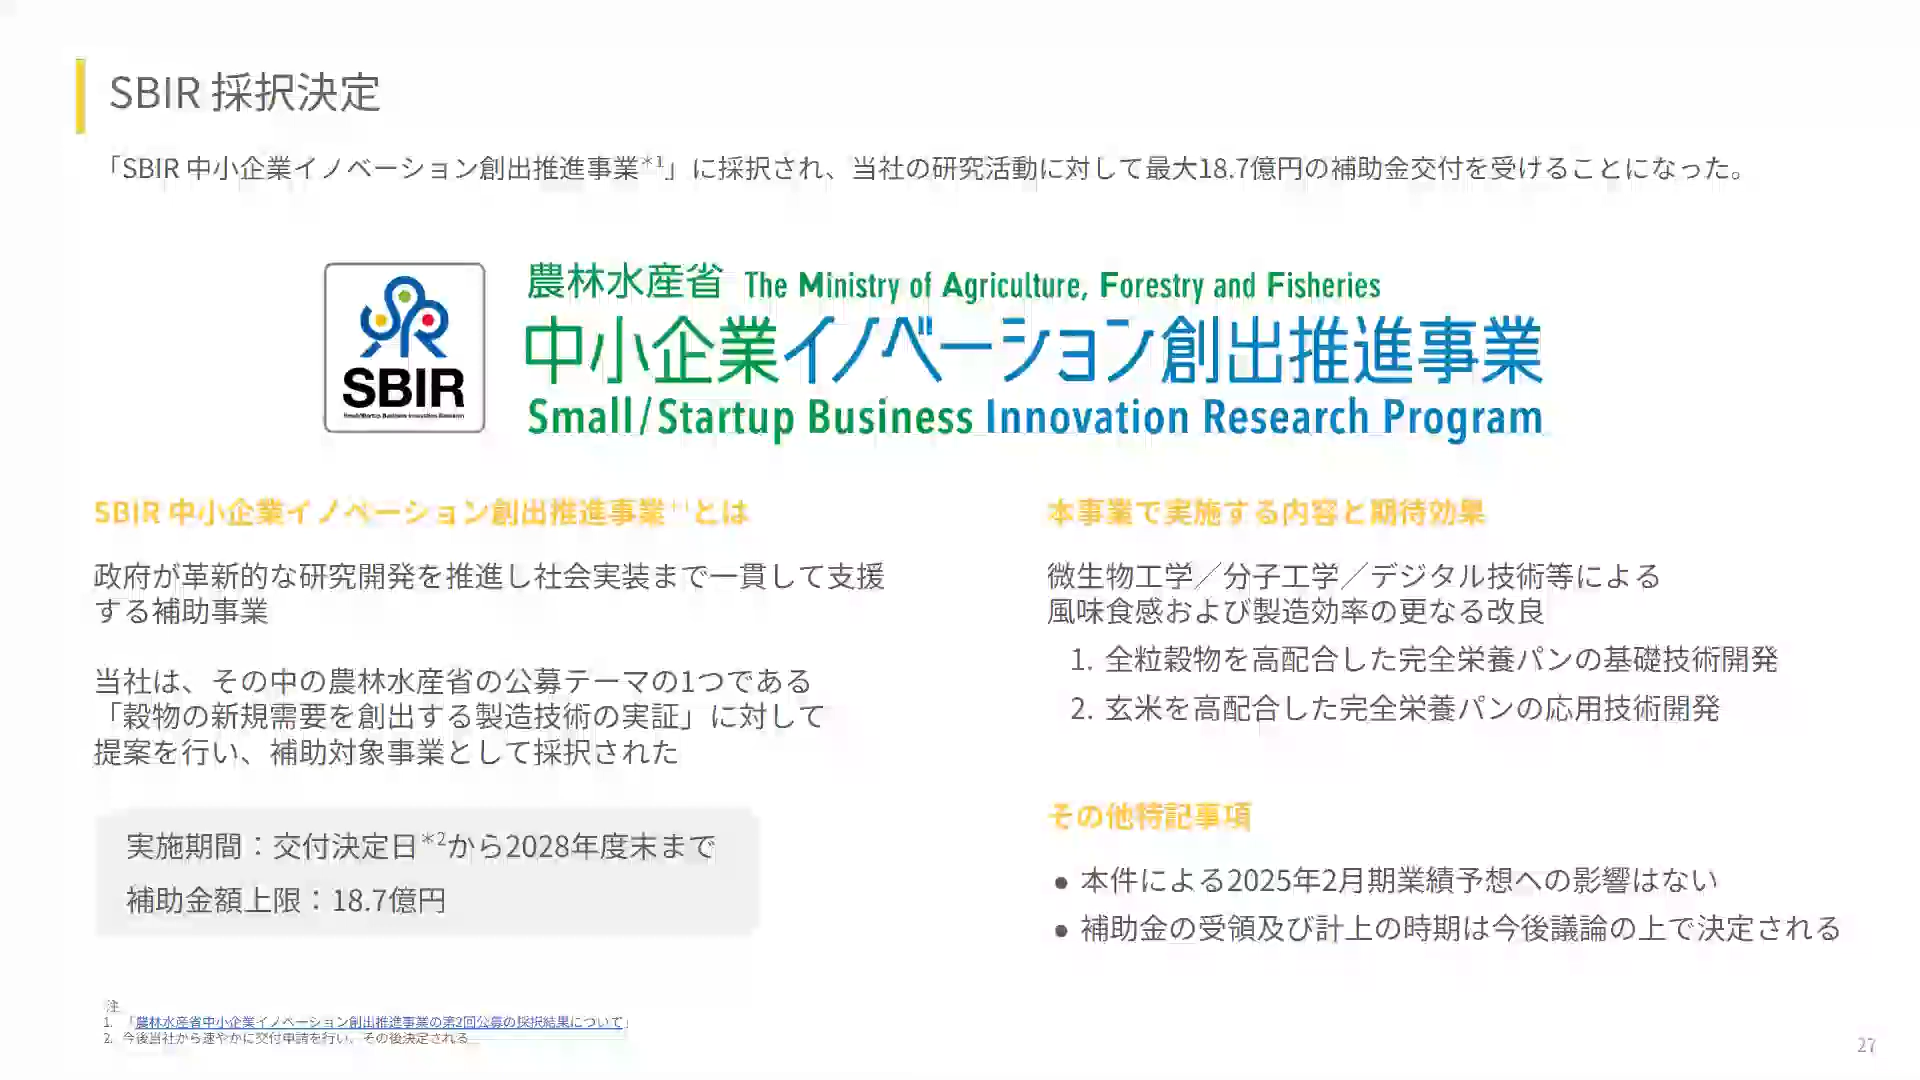 SBIR 採択決定
「SBIR 中小企業イノベーション創出推進事業*1」に採択され、当社の研究活動に対して最大18.7億円の補助金交付を受けることになった。
農林水産省 The Ministry of Agriculture, Forestry and Fisheries
中小企業イノベーション創出推進事業
Small/Startup Business Innovation Research Program
SBIR
Small/Startup Business Innovation Research
SBIR 中小企業イノベーション創出推進事業*1とは
政府が革新的な研究開発を推進し社会実装まで一貫して支援
する補助事業
当社は、その中の農林水産省の公募テーマの1つである
「穀物の新規需要を創出する製造技術の実証」に対して
提案を行い、補助対象事業として採択された
実施期間：交付決定日*2から2028年度末まで
補助金額上限：18.7億円
本事業で実施する内容と期待効果
微生物工学／分子工学／デジタル技術等による
風味食感および製造効率の更なる改良
1. 全粒穀物を高配合した完全栄養パンの基礎技術開発
2. 玄米を高配合した完全栄養パンの応用技術開発
その他特記事項
● 本件による2025年2月期業績予想への影響はない
● 補助金の受領及び計上の時期は今後議論の上で決定される
注
1. 「農林水産省中小企業イノベーション創出推進事業の第2回公募の採択結果について」
2. 今後当社から速やかに交付申請を行い、その後決定される
27